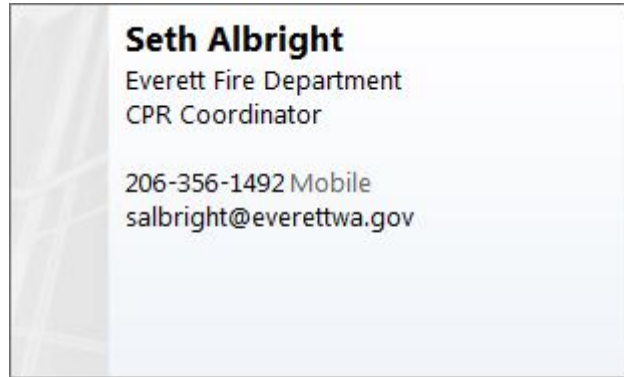 Seth Albright
Everett Fire Department
CPR Coordinator
206-356-1492 Mobile
salbright@everettwa.gov